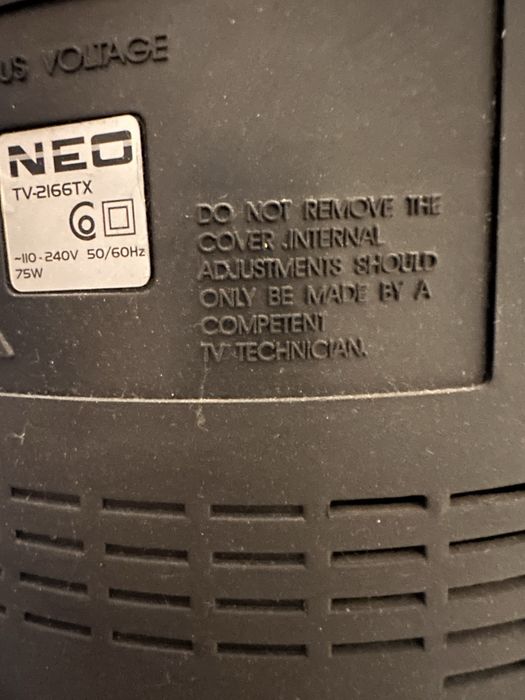 US VOLTAGE
NEO
TV-2166TX
~110-240V 50/60Hz
75W
DO NOT REMOVE THE
COVER .INTERNAL
ADJUSTMENTS SHOULD
ONLY BE MADE BY A
COMPETENT
TV TECHNICIAN.